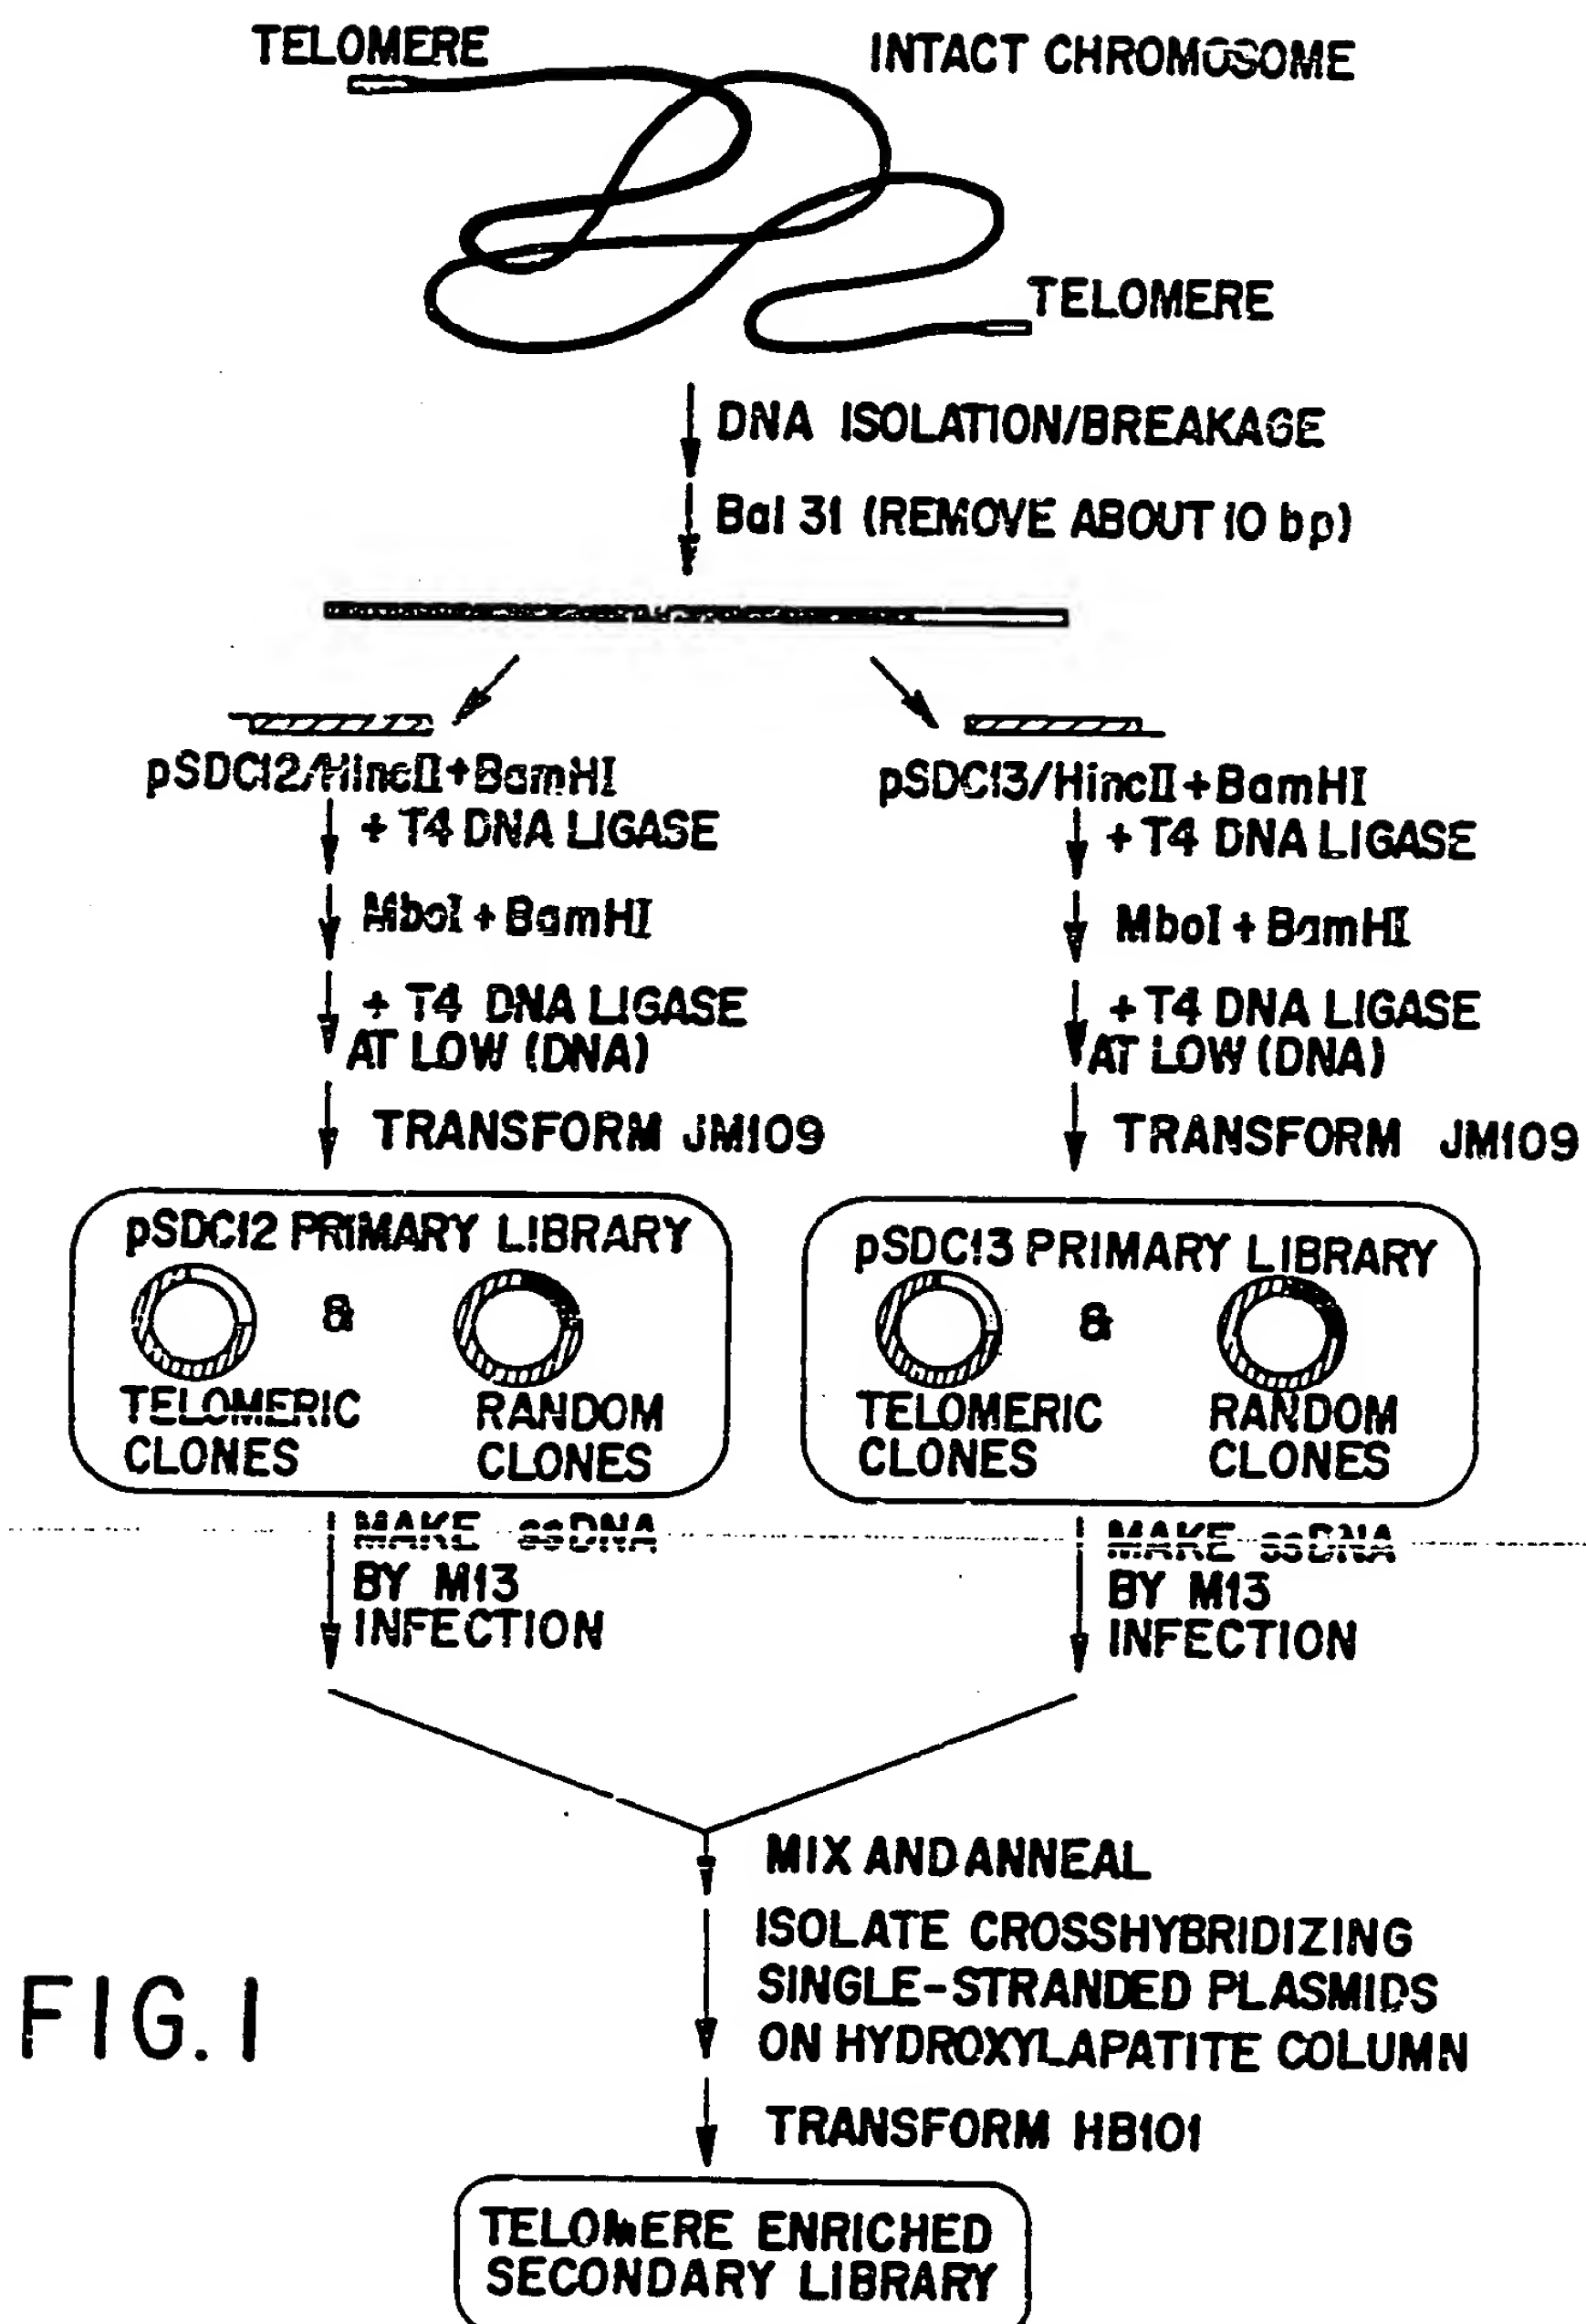 TELOMERE
INTACT CHROMOSOME
TELOMERE
DNA ISOLATION/BREAKAGE
Bal 31 (REMOVE ABOUT 10 bp)
pSDC12/HincII+BamHI
+ T4 DNA LIGASE
MboI + BamHI
+ T4 DNA LIGASE
AT LOW (DNA)
TRANSFORM JM109
pSDC13/HincII+BamHI
+ T4 DNA LIGASE
MboI + BamHI
+ T4 DNA LIGASE
AT LOW (DNA)
TRANSFORM JM109
pSDC12 PRIMARY LIBRARY
&
TELOMERIC CLONES
RANDOM CLONES
pSDC13 PRIMARY LIBRARY
&
TELOMERIC CLONES
RANDOM CLONES
MAKE ssDNA
BY M13
INFECTION
MAKE ssDNA
BY M13
INFECTION
MIX AND ANNEAL
ISOLATE CROSSHYBRIDIZING
SINGLE-STRANDED PLASMIDS
ON HYDROXYLAPATITE COLUMN
TRANSFORM HB101
TELOMERE ENRICHED
SECONDARY LIBRARY
FIG. 1